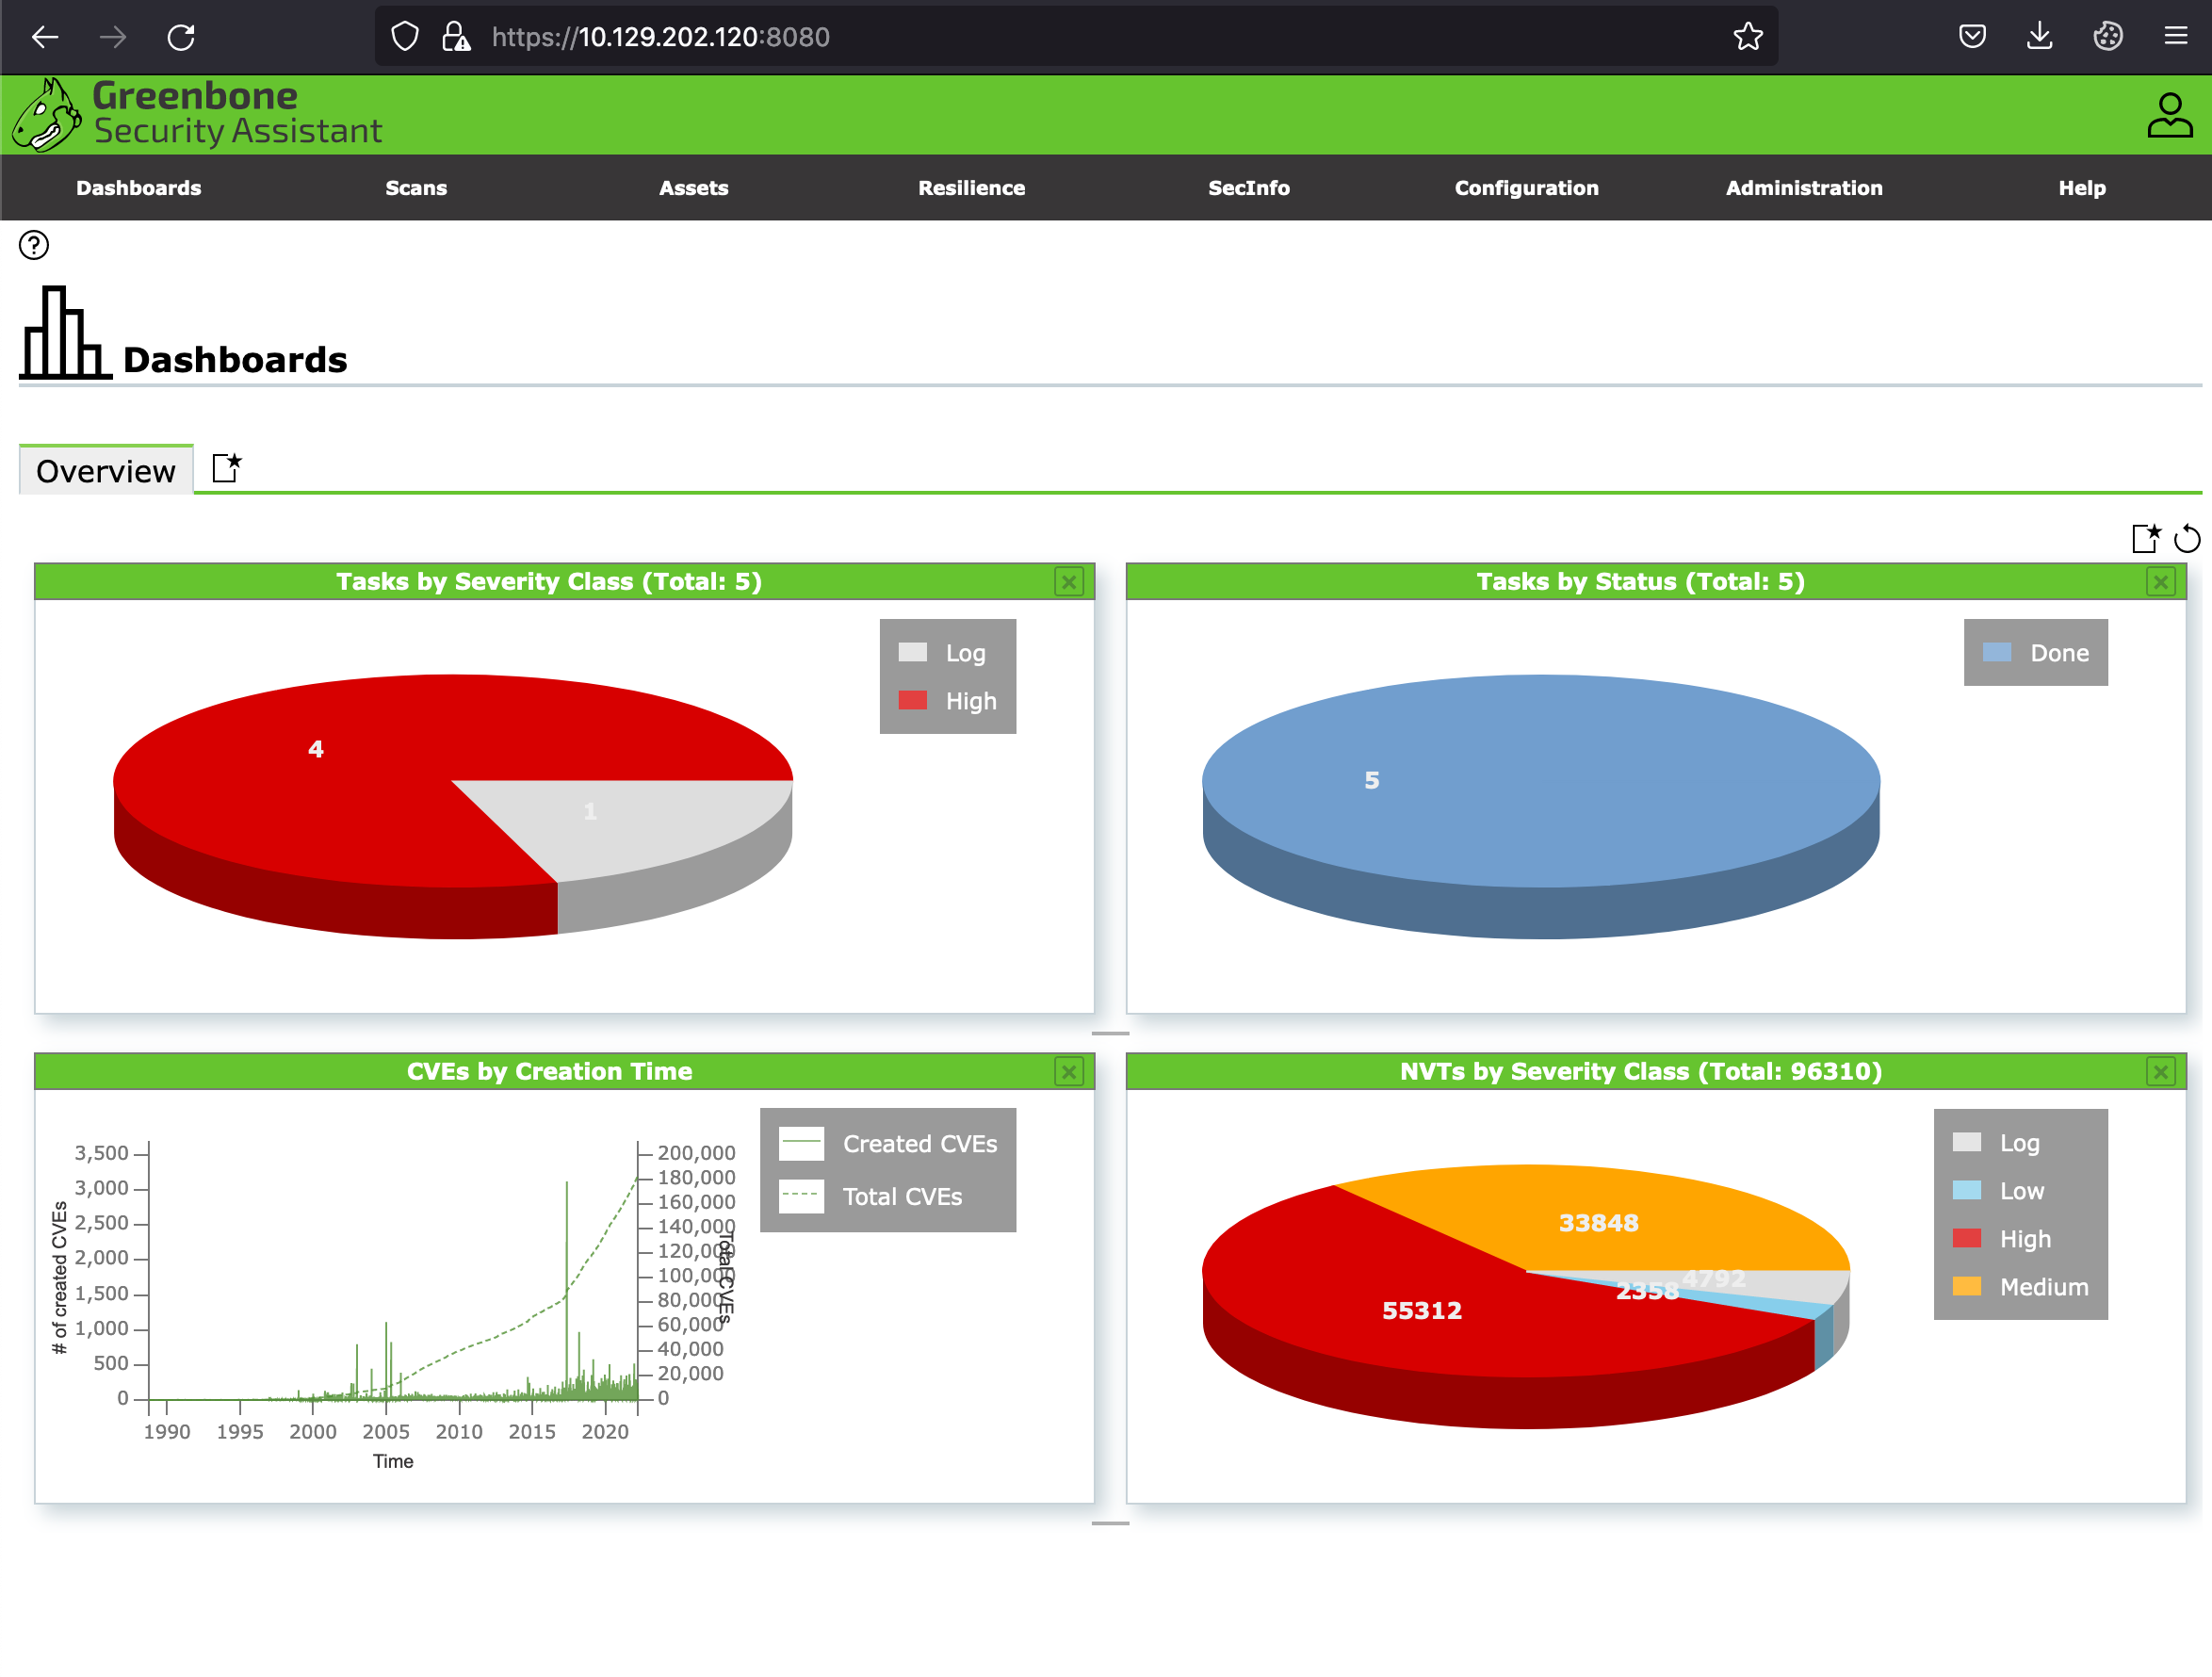 https://10.129.202.120:8080
Greenbone
Security Assistant
Dashboards Scans Assets Resilience SecInfo Configuration Administration Help
?
Dashboards
Overview
Tasks by Severity Class (Total: 5)
Log
High
4
1
Tasks by Status (Total: 5)
Done
5
CVEs by Creation Time
Created CVEs
Total CVEs
# of created CVEs
3,500
3,000
2,500
2,000
1,500
1,000
500
0
200,000
180,000
160,000
140,000
120,000
100,000
80,000
60,000
40,000
20,000
0
Total CVEs
1990 1995 2000 2005 2010 2015 2020
Time
NVTs by Severity Class (Total: 96310)
Log
Low
High
Medium
33848
4792
2358
55312